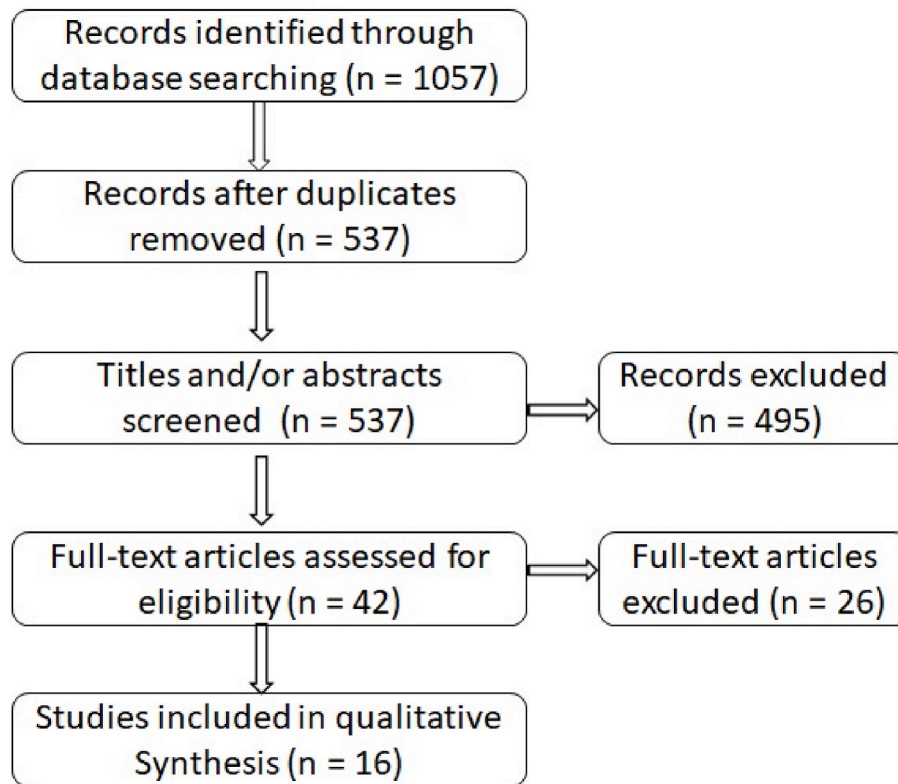 Records identified through
database searching (n = 1057)
Records after duplicates
removed (n = 537)
Titles and/or abstracts
screened (n = 537)
Records excluded
(n = 495)
Full-text articles assessed for
eligibility (n = 42)
Full-text articles
excluded (n = 26)
Studies included in qualitative
Synthesis (n = 16)